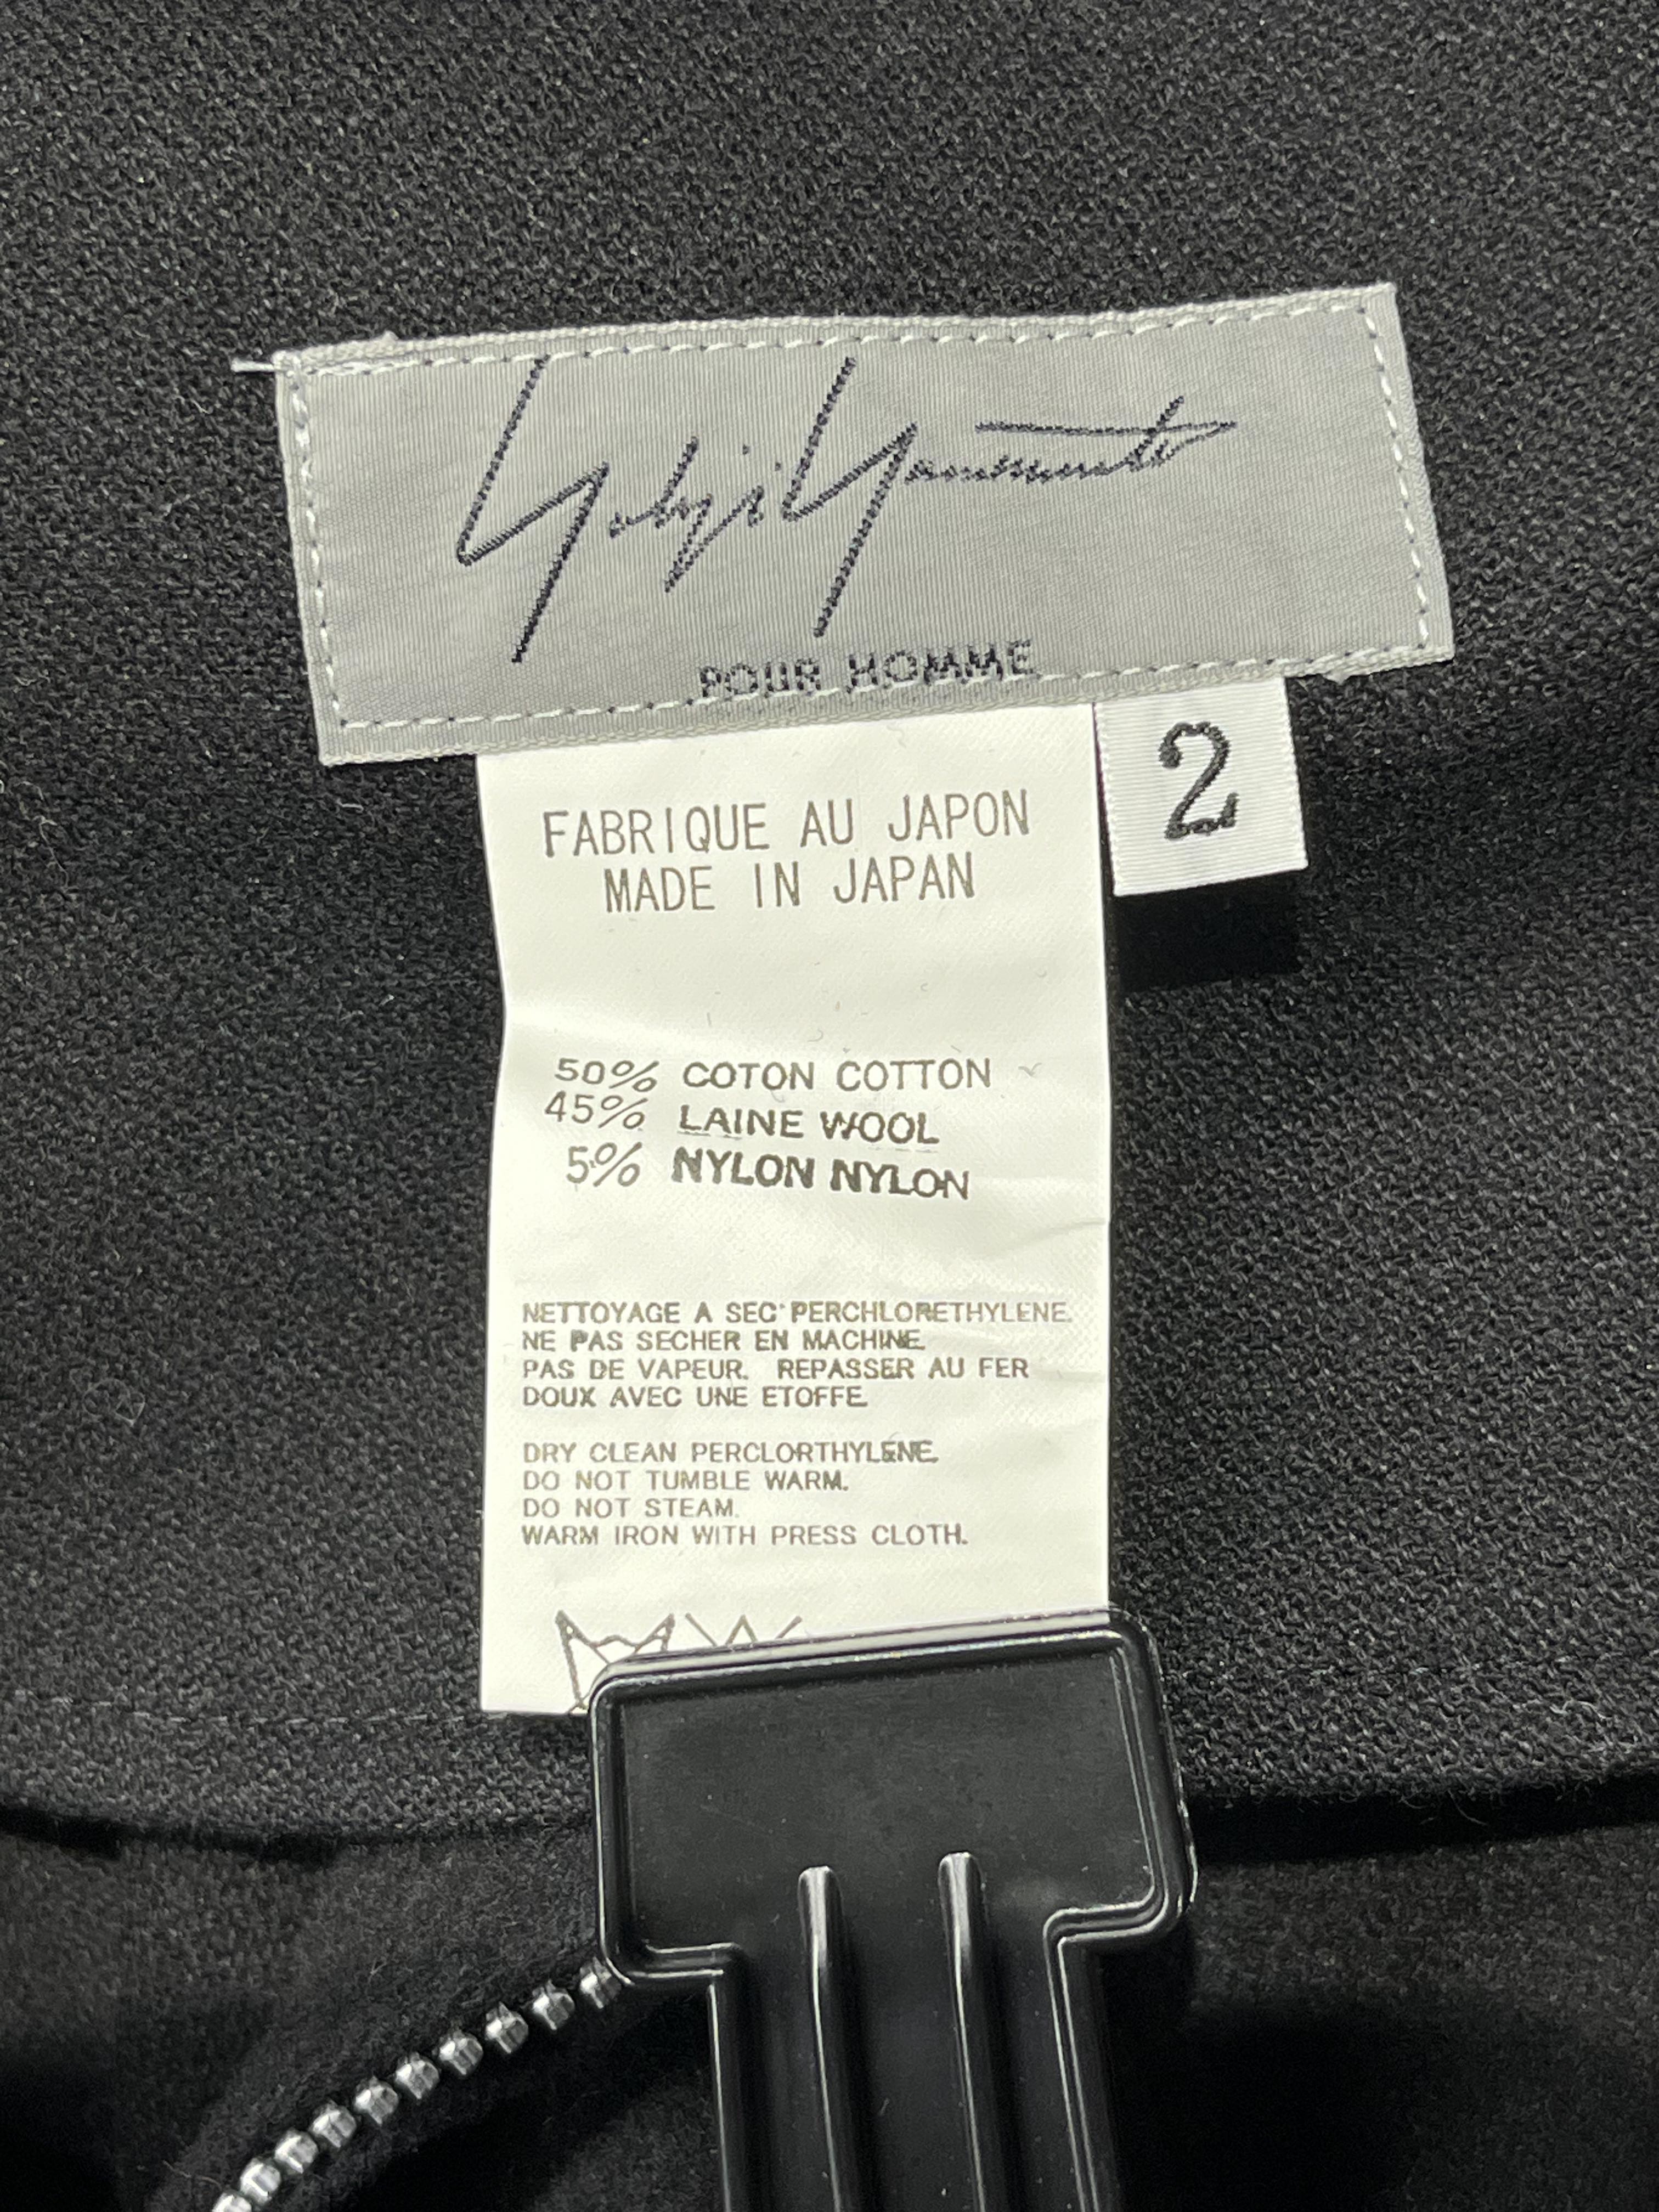 Yohji Yamamoto
POUR HOMME
2
FABRIQUE AU JAPON
MADE IN JAPAN
50% COTON COTTON
45% LAINE WOOL
5% NYLON NYLON
NETTOYAGE A SEC PERCHLORETHYLENE.
NE PAS SECHER EN MACHINE.
PAS DE VAPEUR. REPASSER AU FER
DOUX AVEC UNE ETOFFE.
DRY CLEAN PERCLORTHYLENE.
DO NOT TUMBLE WARM.
DO NOT STEAM.
WARM IRON WITH PRESS CLOTH.